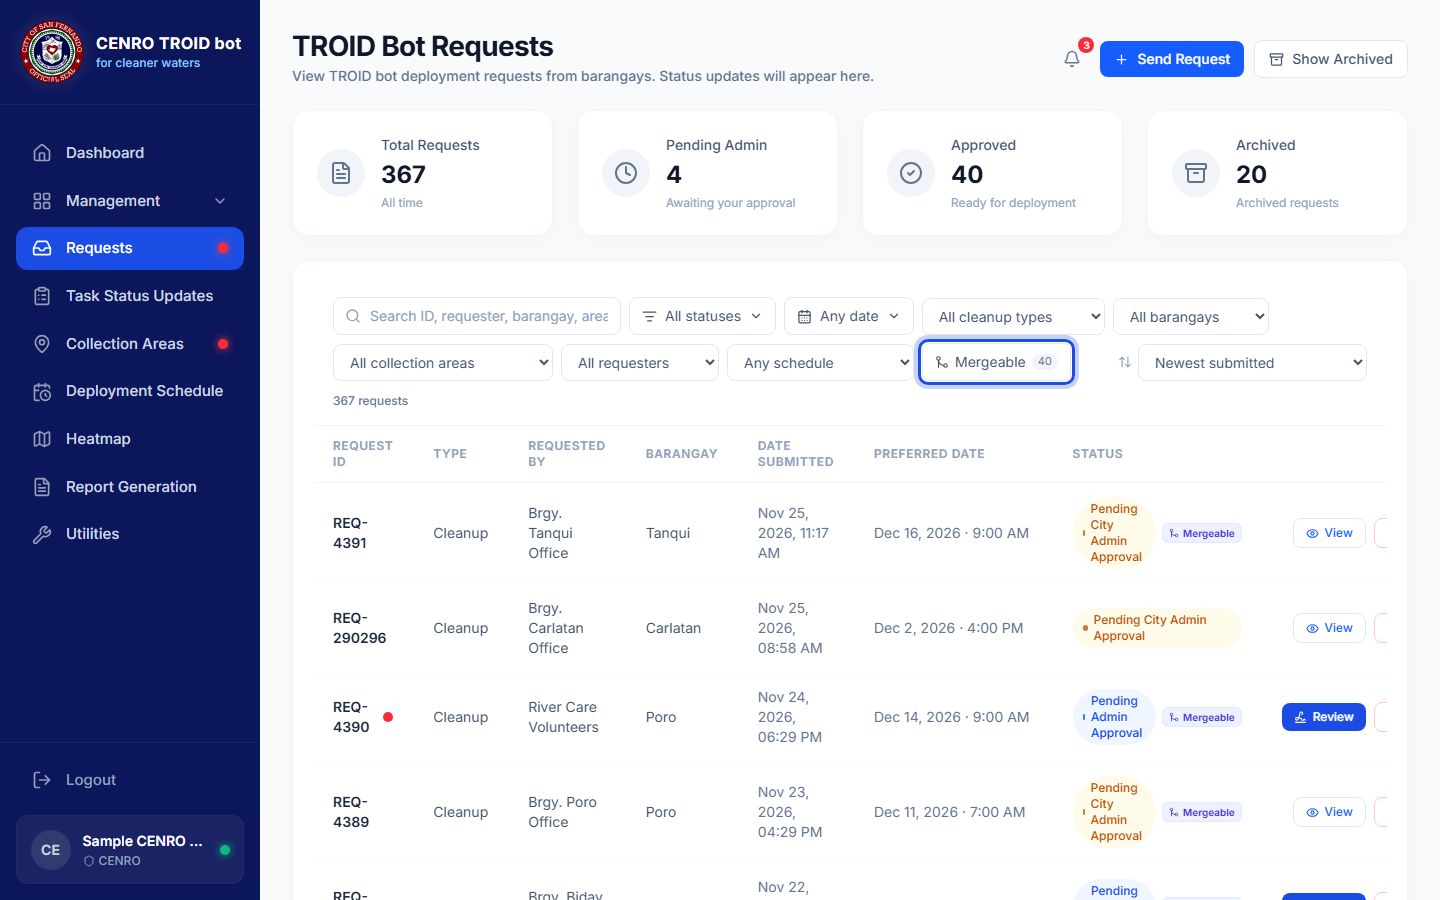 CITY OF SAN FERNANDO
OFFICIAL SEAL
CENRO TROID bot
for cleaner waters
Dashboard
Management
Requests
Task Status Updates
Collection Areas
Deployment Schedule
Heatmap
Report Generation
Utilities
Logout
CE
Sample CENRO ...
CENRO
TROID Bot Requests
View TROID bot deployment requests from barangays. Status updates will appear here.
3
Send Request
Show Archived
Total Requests
367
All time
Pending Admin
4
Awaiting your approval
Approved
40
Ready for deployment
Archived
20
Archived requests
Search ID, requester, barangay, area
All statuses
Any date
All cleanup types
All barangays
All collection areas
All requesters
Any schedule
Mergeable 40
Newest submitted
367 requests
REQUEST
ID
TYPE
REQUESTED
BY
BARANGAY
DATE
SUBMITTED
PREFERRED DATE
STATUS
REQ-
4391
Cleanup
Brgy.
Tanqui
Office
Tanqui
Nov 25,
2026, 11:17
AM
Dec 16, 2026 · 9:00 AM
Pending
City
Admin
Approval
Mergeable
View
REQ-
290296
Cleanup
Brgy.
Carlatan
Office
Carlatan
Nov 25,
2026,
08:58 AM
Dec 2, 2026 · 4:00 PM
Pending City Admin
Approval
View
REQ-
4390
Cleanup
River Care
Volunteers
Poro
Nov 24,
2026,
06:29 PM
Dec 14, 2026 · 9:00 AM
Pending
Admin
Approval
Mergeable
Review
REQ-
4389
Cleanup
Brgy. Poro
Office
Poro
Nov 23,
2026,
04:29 PM
Dec 11, 2026 · 7:00 AM
Pending
City
Admin
Approval
Mergeable
View
REQ-
Cleanup
Brgy. Biday
Nov 22,
Pending